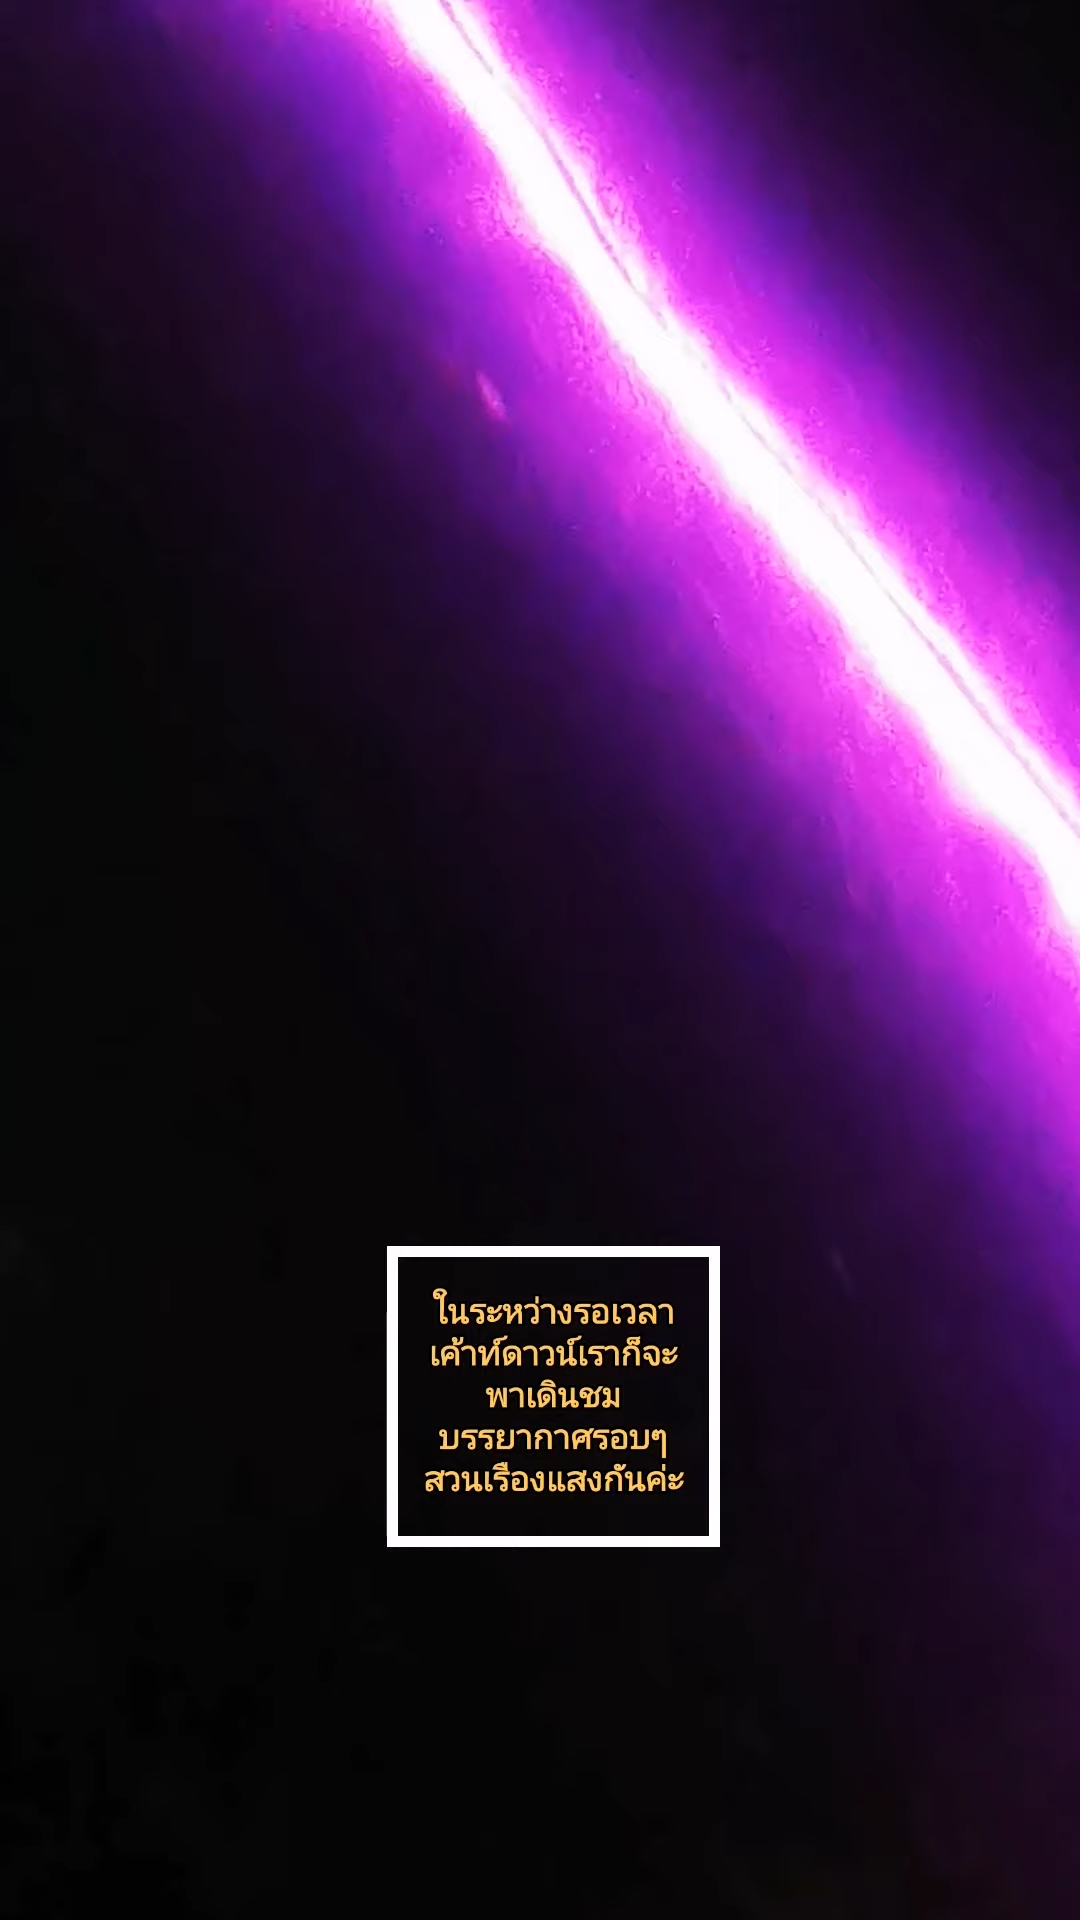 ในระหว่างรอเวลา
เค้าท์ดาวน์เราก็จะ
พาเดินชม
บรรยากาศรอบๆ
สวนเรืองแสงกันค่ะ